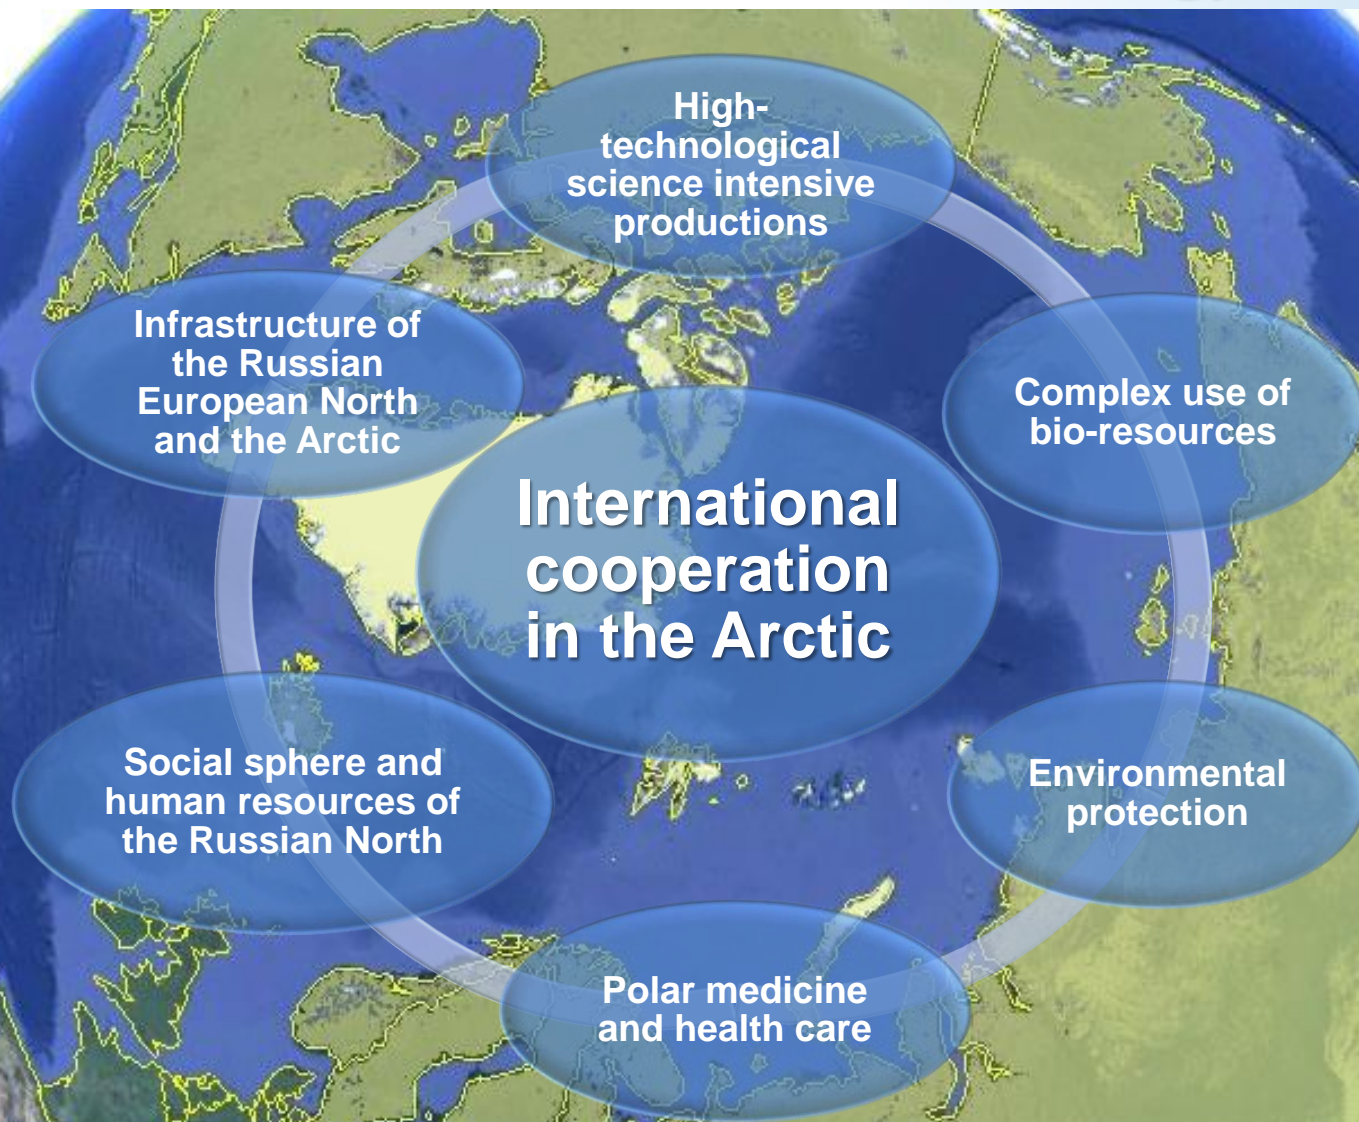 High-
technological
science intensive
productions
Infrastructure of
the Russian
European North
and the Arctic
Complex use of
bio-resources
International
cooperation
in the Arctic
Social sphere and
human resources of
the Russian North
Environmental
protection
Polar medicine
and health care